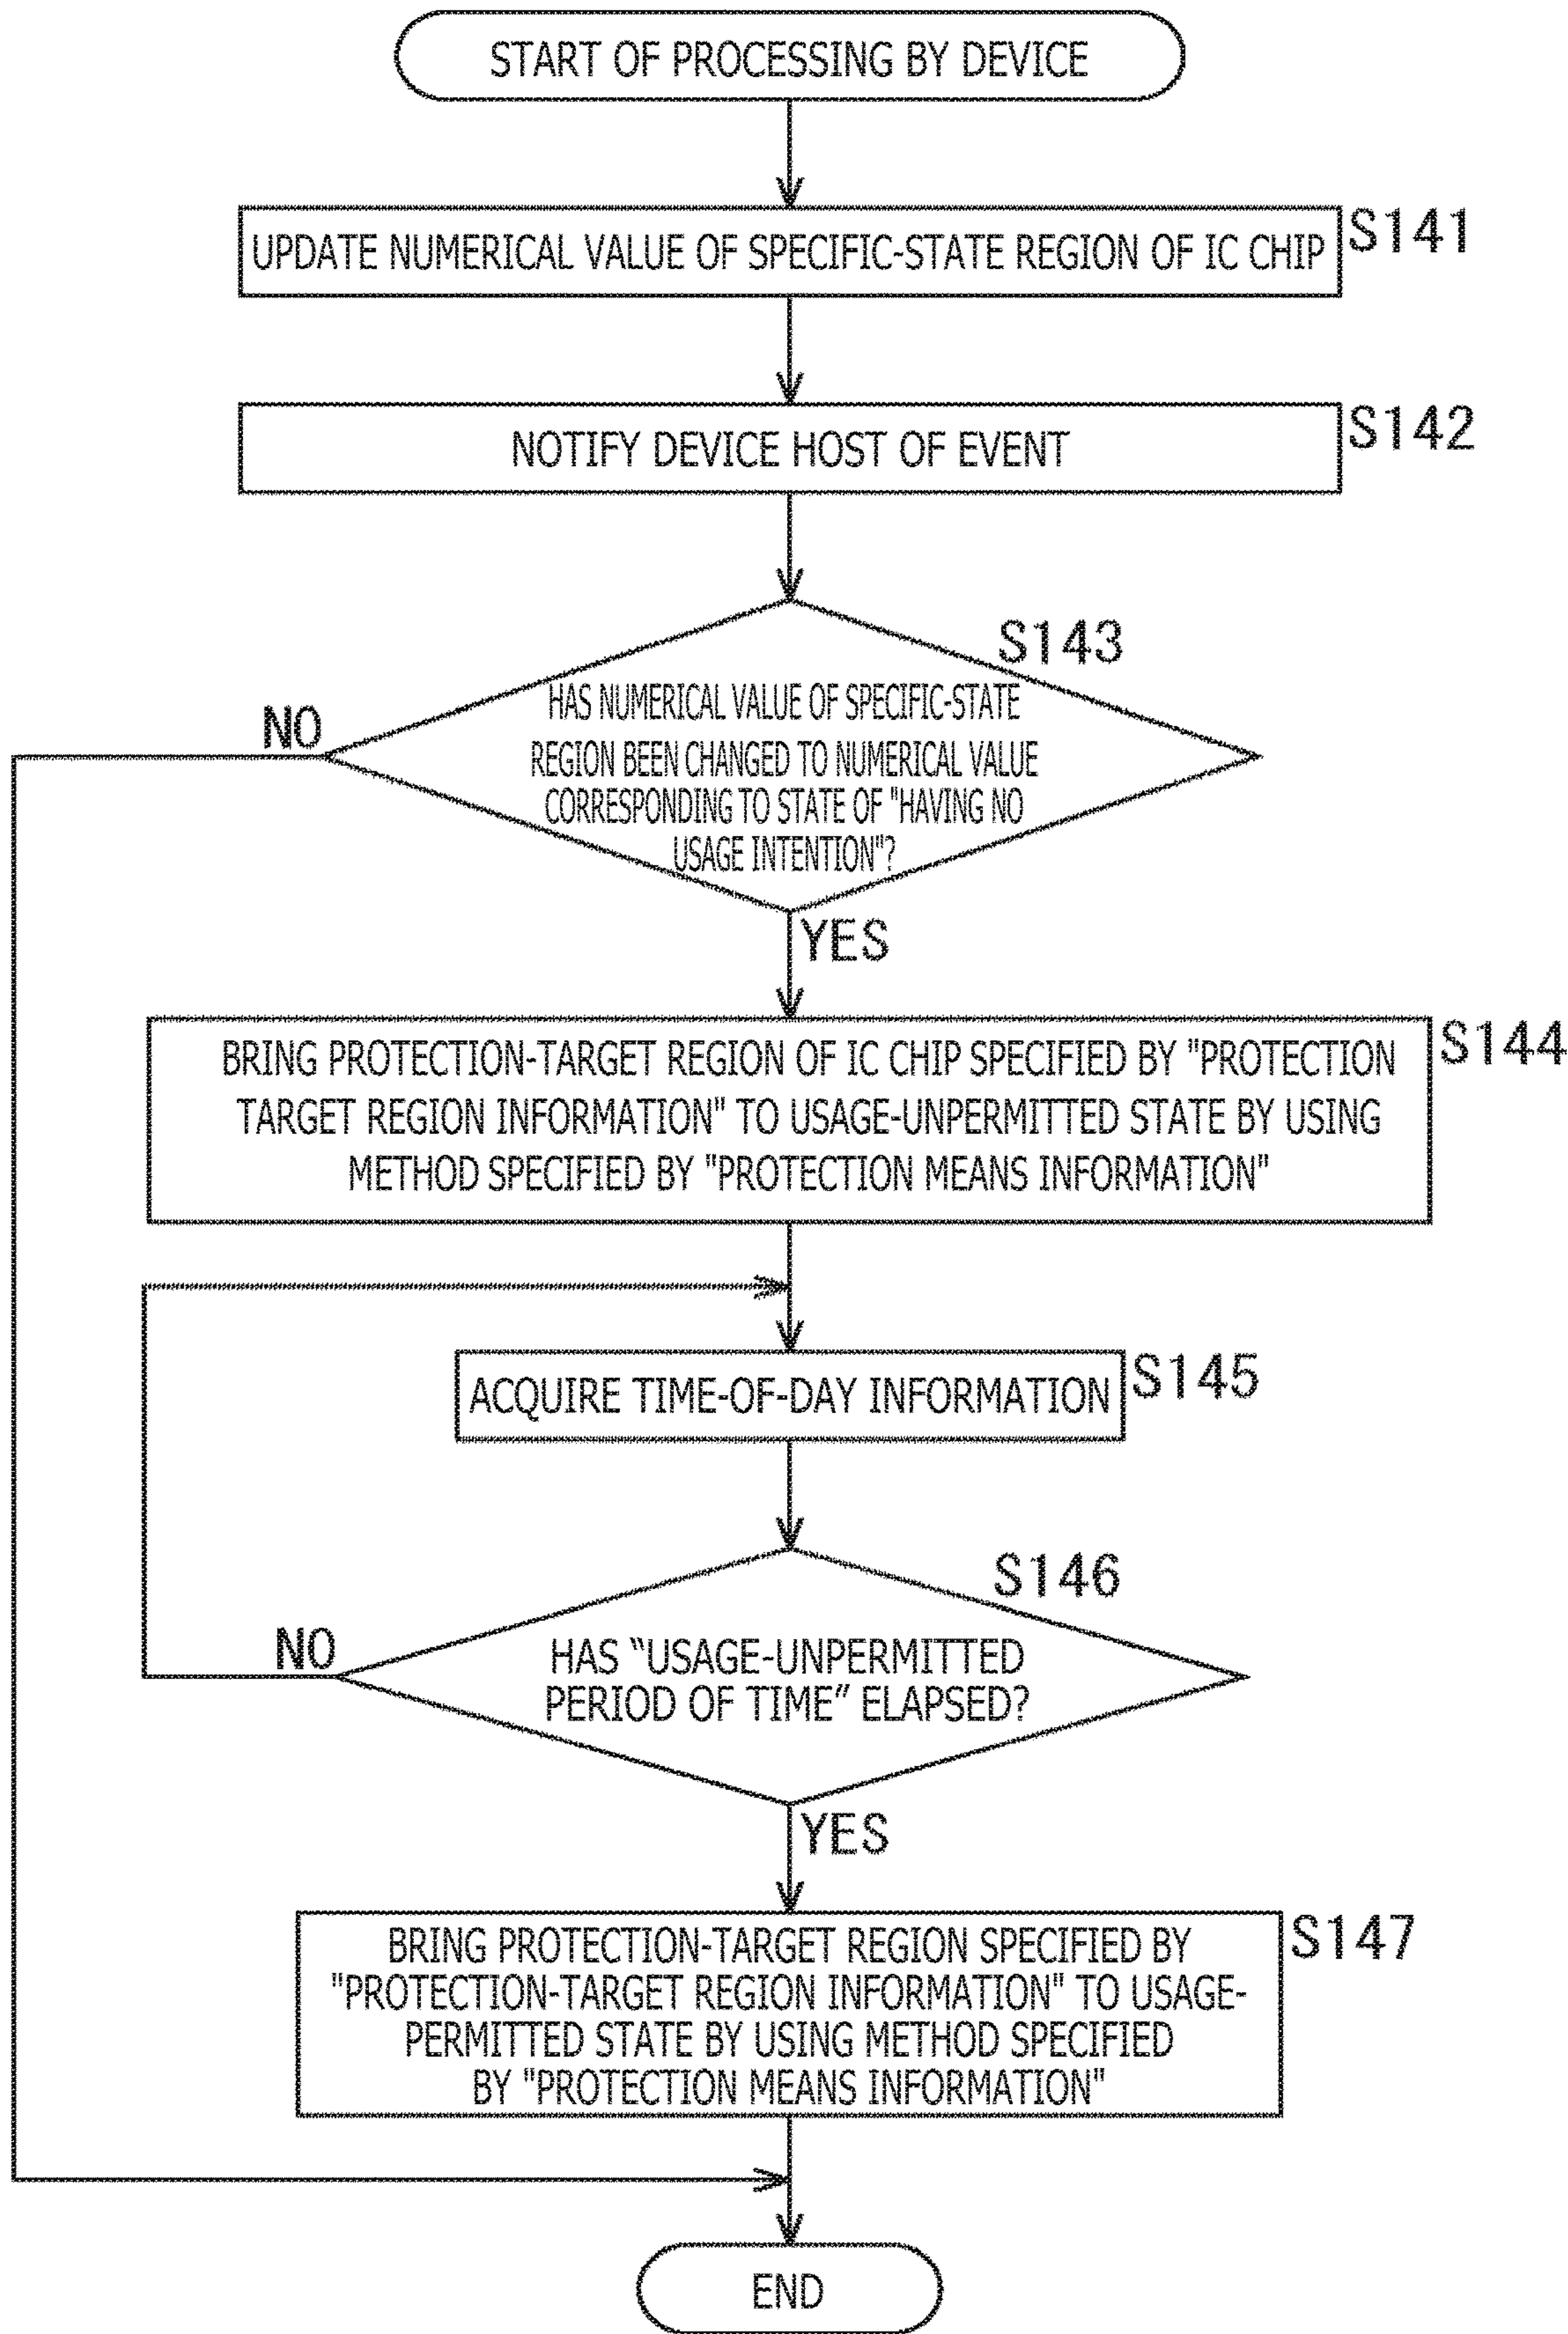 START OF PROCESSING BY DEVICE
UPDATE NUMERICAL VALUE OF SPECIFIC-STATE REGION OF IC CHIP
S141
NOTIFY DEVICE HOST OF EVENT
S142
S143
HAS NUMERICAL VALUE OF SPECIFIC-STATE
REGION BEEN CHANGED TO NUMERICAL VALUE
CORRESPONDING TO STATE OF "HAVING NO
USAGE INTENTION"?
NO
YES
BRING PROTECTION-TARGET REGION OF IC CHIP SPECIFIED BY "PROTECTION
TARGET REGION INFORMATION" TO USAGE-UNPERMITTED STATE BY USING
METHOD SPECIFIED BY "PROTECTION MEANS INFORMATION"
S144
ACQUIRE TIME-OF-DAY INFORMATION
S145
S146
HAS “USAGE-UNPERMITTED
PERIOD OF TIME” ELAPSED?
NO
YES
BRING PROTECTION-TARGET REGION SPECIFIED BY
"PROTECTION-TARGET REGION INFORMATION" TO USAGE-
PERMITTED STATE BY USING METHOD SPECIFIED
BY "PROTECTION MEANS INFORMATION"
S147
END